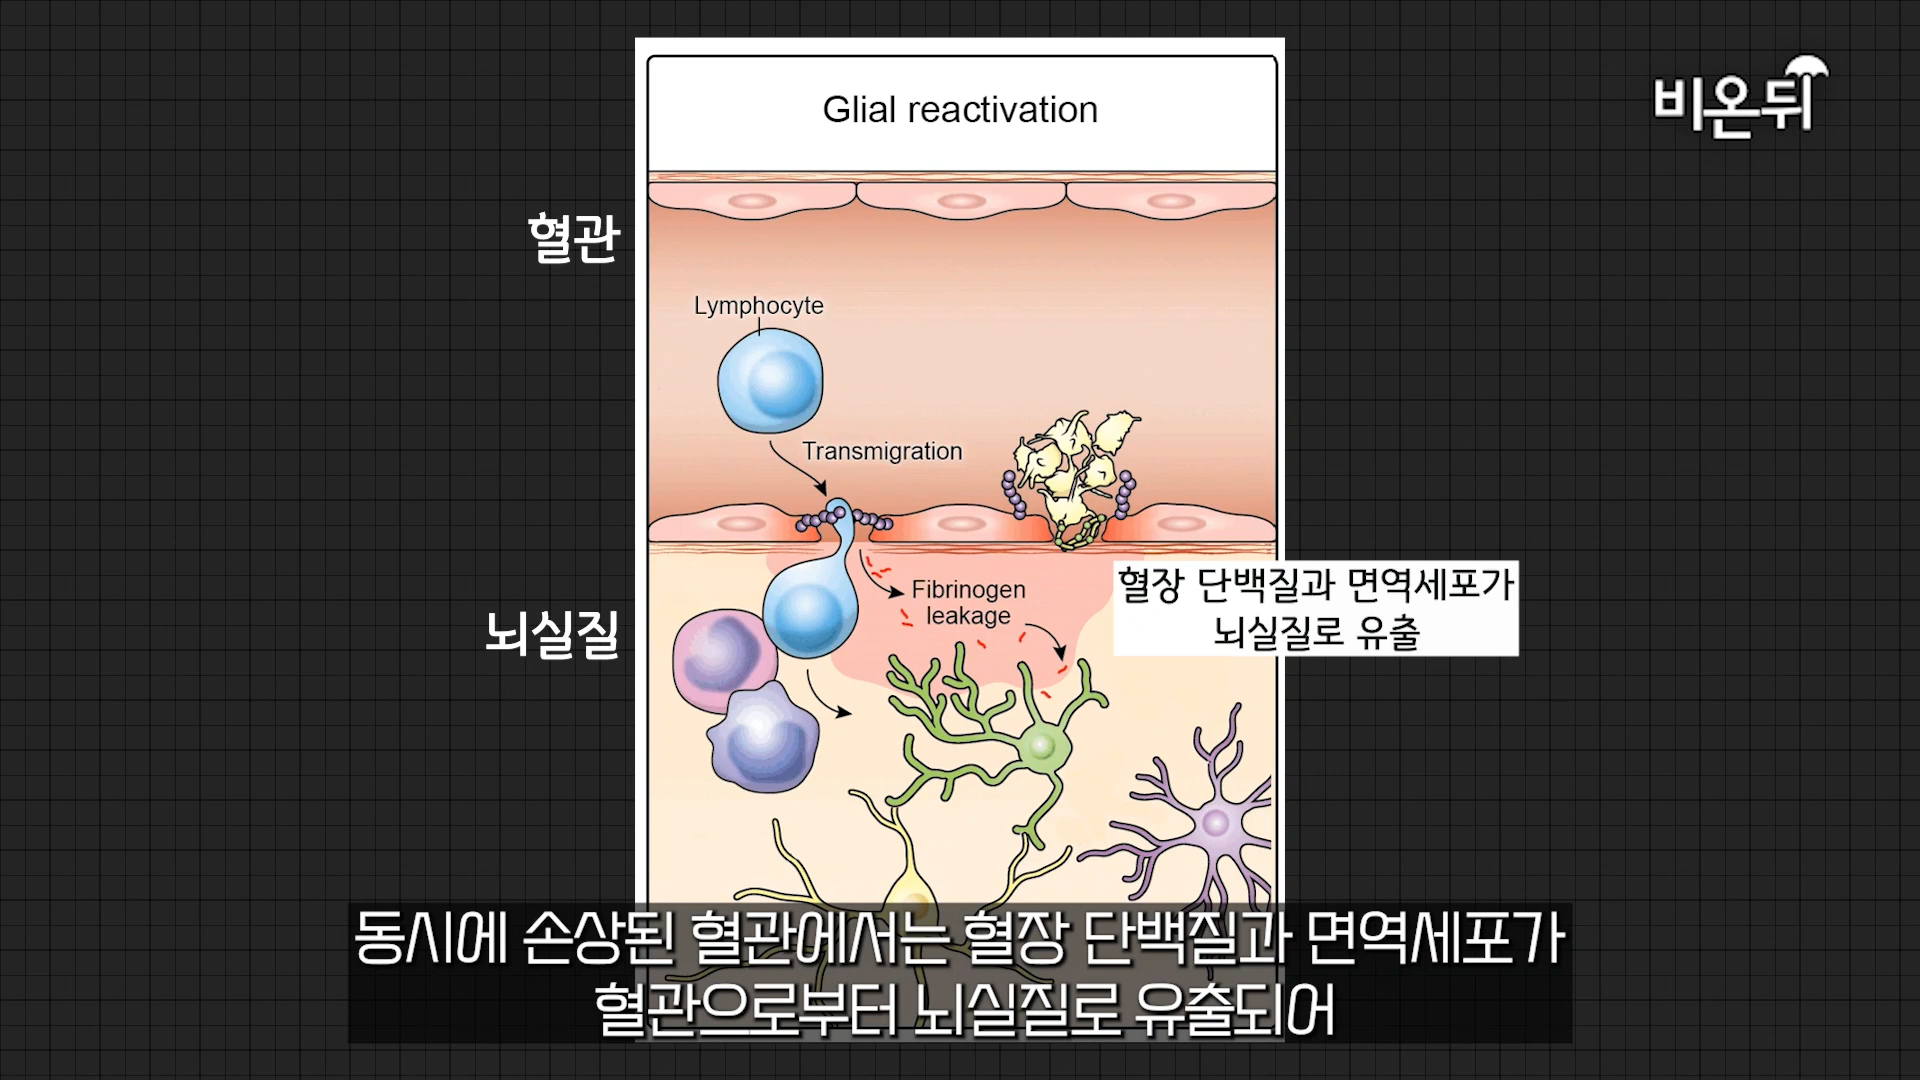 비온뒤
Glial reactivation
혈관
Lymphocyte
Transmigration
Fibrinogen
leakage
혈장 단백질과 면역세포가
뇌실질로 유출
뇌실질
동시에 손상된 혈관에서는 혈장 단백질과 면역세포가
혈관으로부터 뇌실질로 유출되어